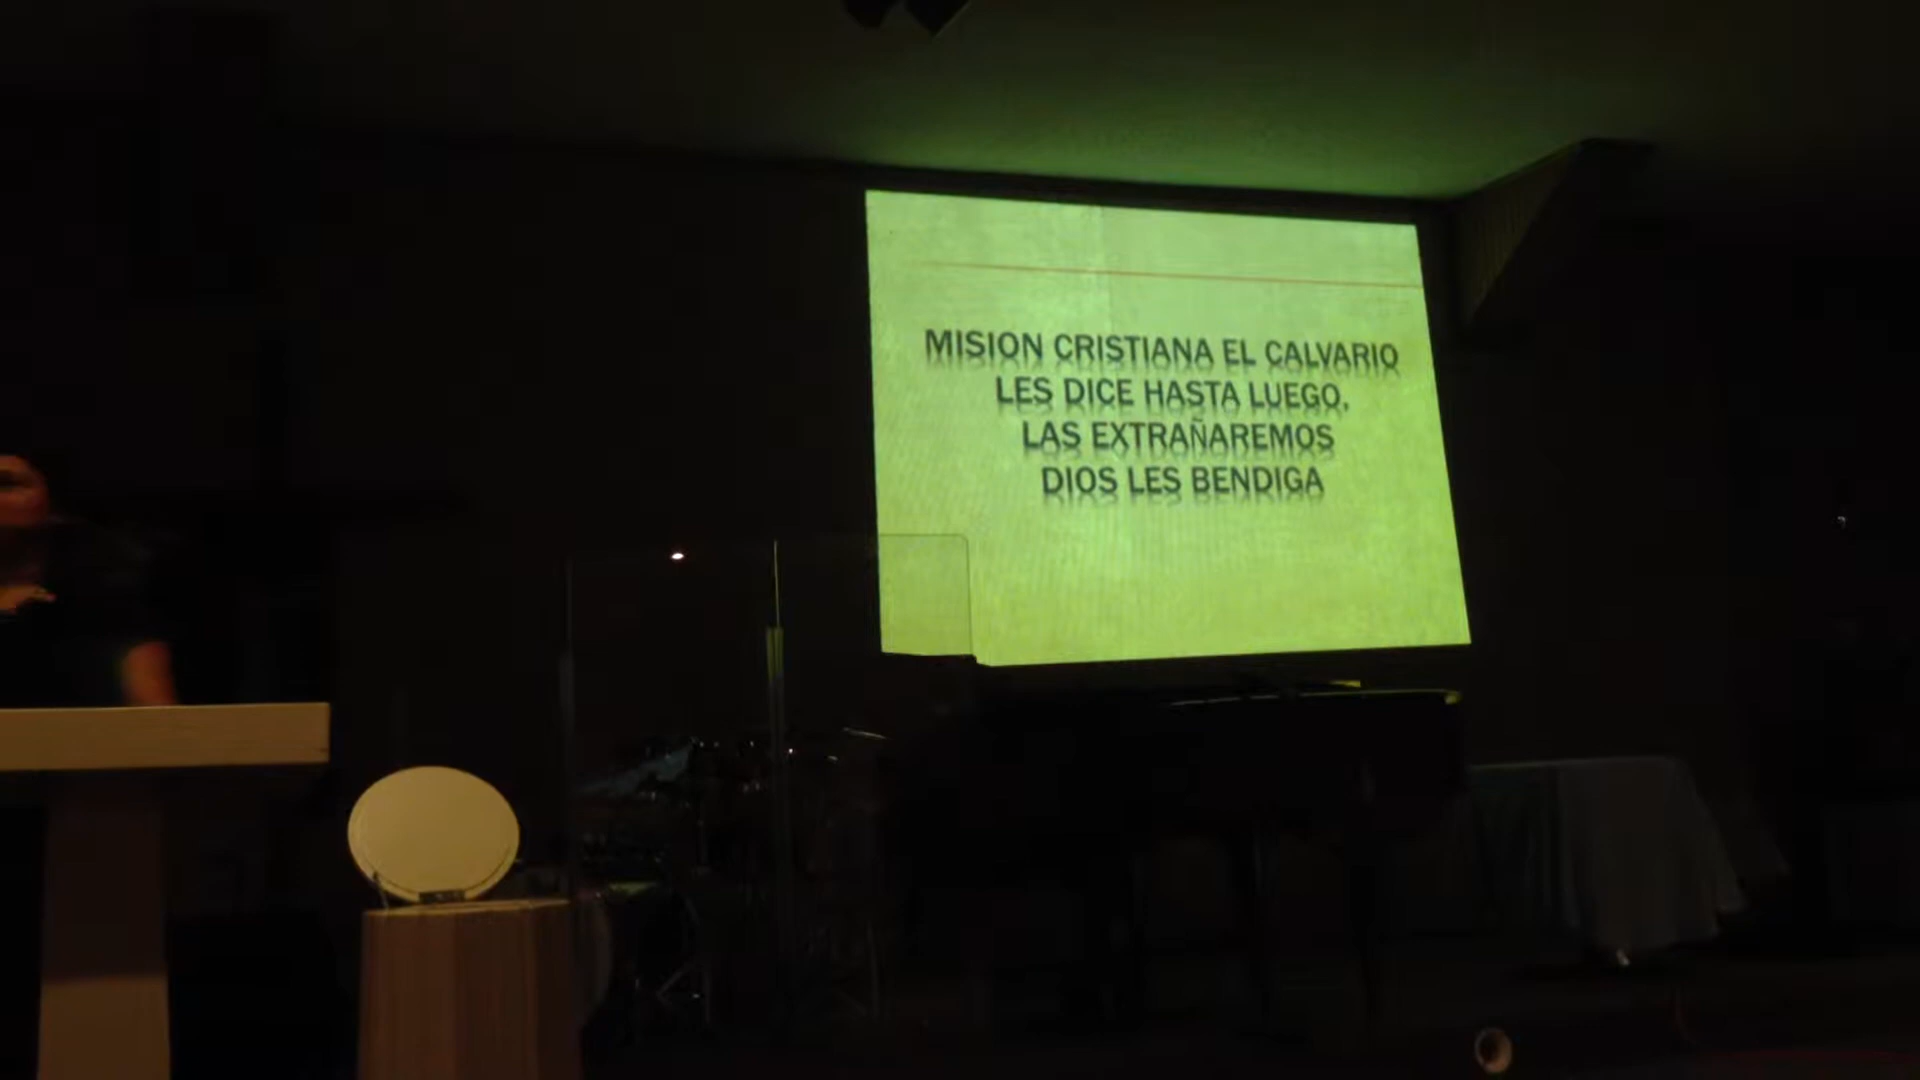 MISION CRISTIANA EL CALVARIO
LES DICE HASTA LUEGO,
LAS EXTRAÑAREMOS
DIOS LES BENDIGA